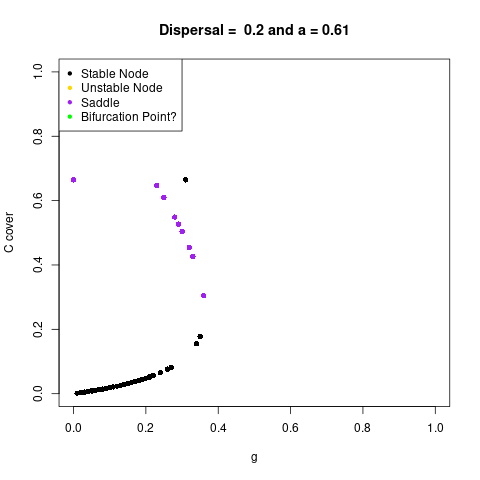 Dispersal =  0.2 and a = 0.61
Stable Node
Unstable Node
Saddle
Bifurcation Point?
C cover
1.0
0.8
0.6
0.4
0.2
0.0
0.0 0.2 0.4 0.6 0.8 1.0
g